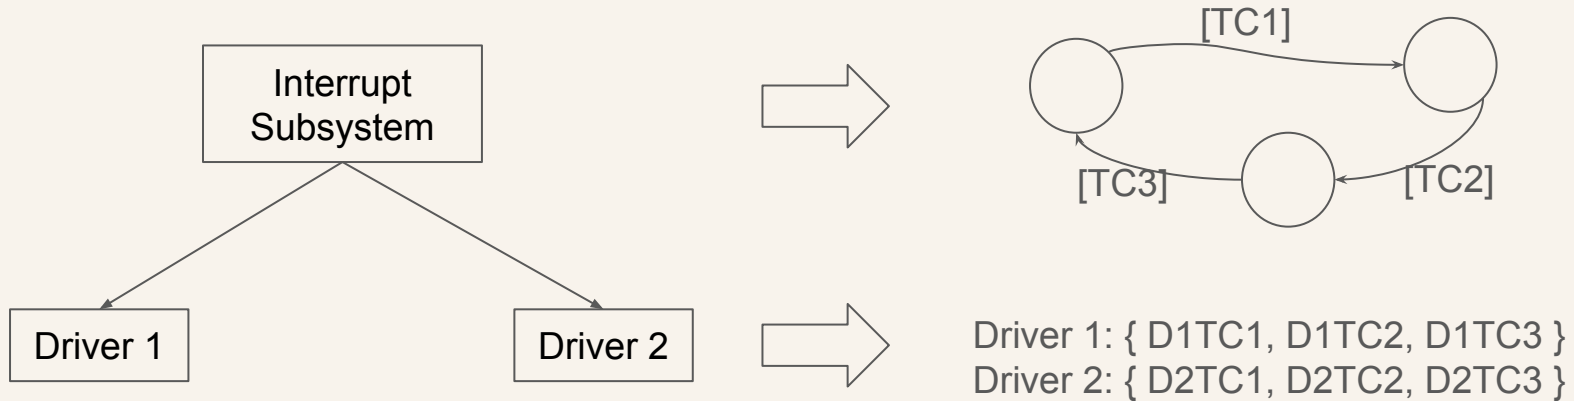 [TC1]
Interrupt
Subsystem
[TC3]
[TC2]
Driver 1
Driver 2
Driver 1: { D1TC1, D1TC2, D1TC3 }
Driver 2: { D2TC1, D2TC2, D2TC3 }